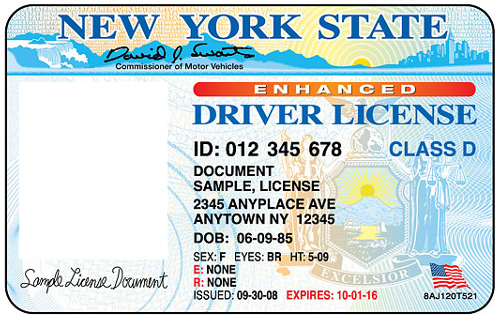 NEW YORK STATE
David J. Swarts
Commissioner of Motor Vehicles
ENHANCED
DRIVER LICENSE
ID: 012 345 678 CLASS D
DOCUMENT
SAMPLE, LICENSE
2345 ANYPLACE AVE
ANYTOWN NY 12345
DOB: 06-09-85
SEX: F EYES: BR HT: 5-09
E: NONE
R: NONE
ISSUED: 09-30-08 EXPIRES: 10-01-16
EXCELSIOR
8AJ120T521
Sample License Document